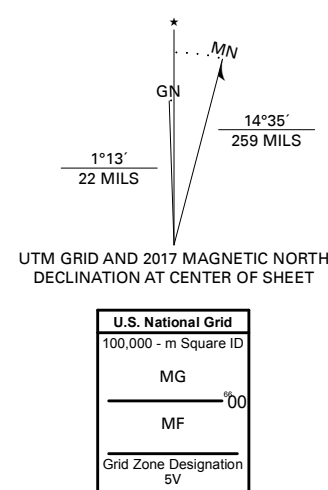 ★
MN
GN
14°35´
259 MILS
1°13´
22 MILS
UTM GRID AND 2017 MAGNETIC NORTH
DECLINATION AT CENTER OF SHEET
U.S. National Grid
100,000 - m Square ID
MG
6600
MF
Grid Zone Designation
5V